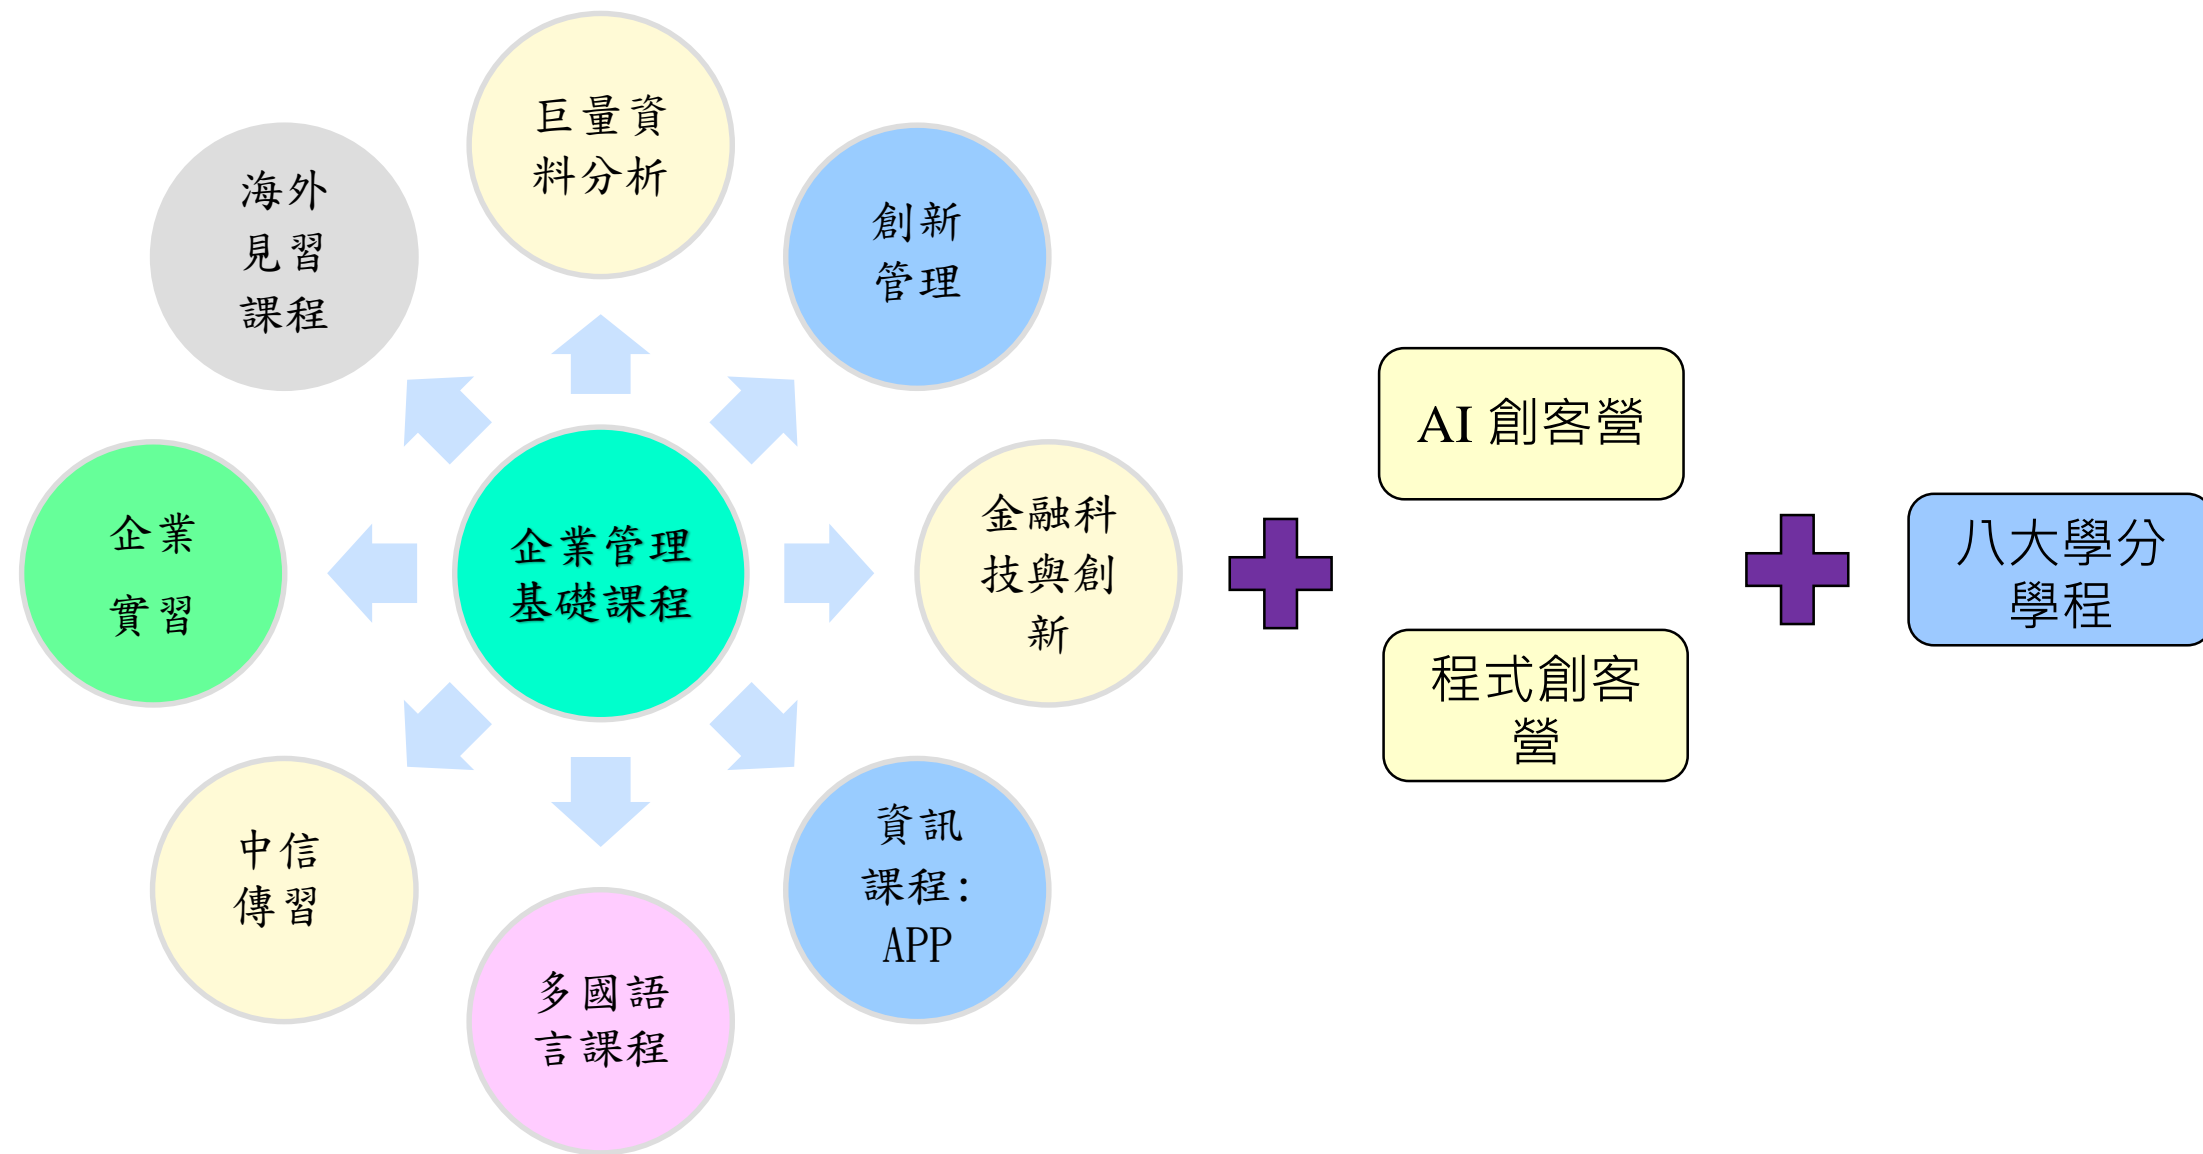 巨量資
料分析
海外
見習
課程
創新
管理
企業
實習
企業管理
基礎課程
金融科
技與創
新
中信
傳習
資訊
課程:
APP
多國語
言課程
AI 創客營
程式創客
營
八大學分
學程